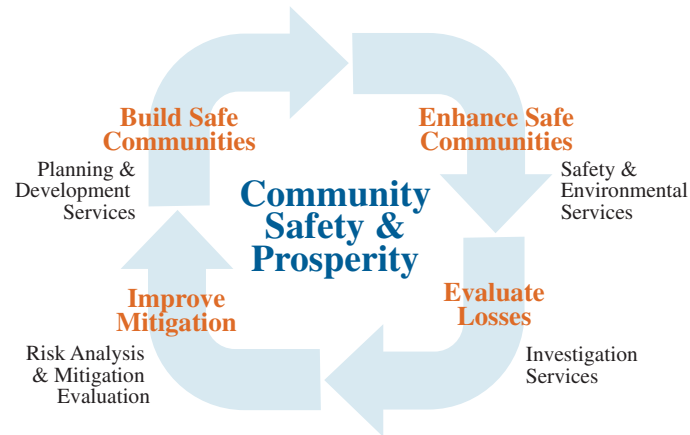 Build Safe
Communities
Planning &
Development
Services
Enhance Safe
Communities
Safety &
Environmental
Services
Community
Safety &
Prosperity
Improve
Mitigation
Risk Analysis
& Mitigation
Evaluation
Evaluate
Losses
Investigation
Services